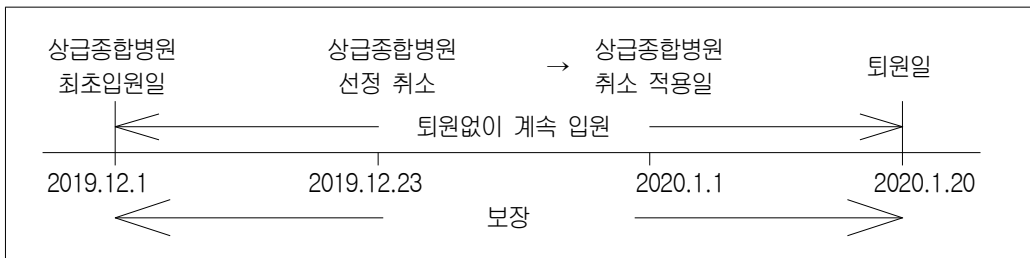 상급종합병원 상급종합병원 → 상급종합병원 퇴원일
최초입원일 선정 취소 취소 적용일
퇴원없이 계속 입원
2019.12.1 2019.12.23 2020.1.1 2020.1.20
보장